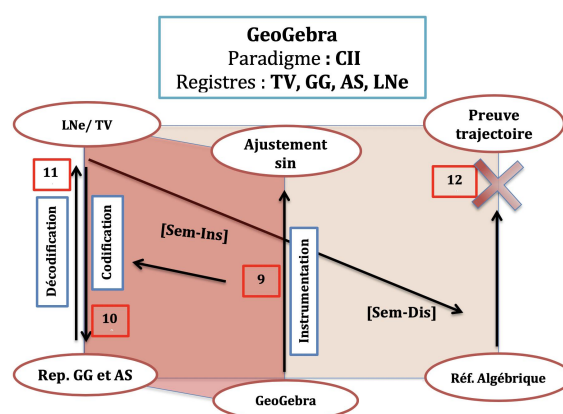 GeoGebra
Paradigme : CII
Registres : TV, GG, AS, LNe
LNe/ TV
Ajustement
sin
Preuve
trajectoire
11
12
Décodification
Codification
[Sem-Ins]
9
Instrumentation
10
[Sem-Dis]
Rep. GG et AS
GeoGebra
Réf. Algébrique